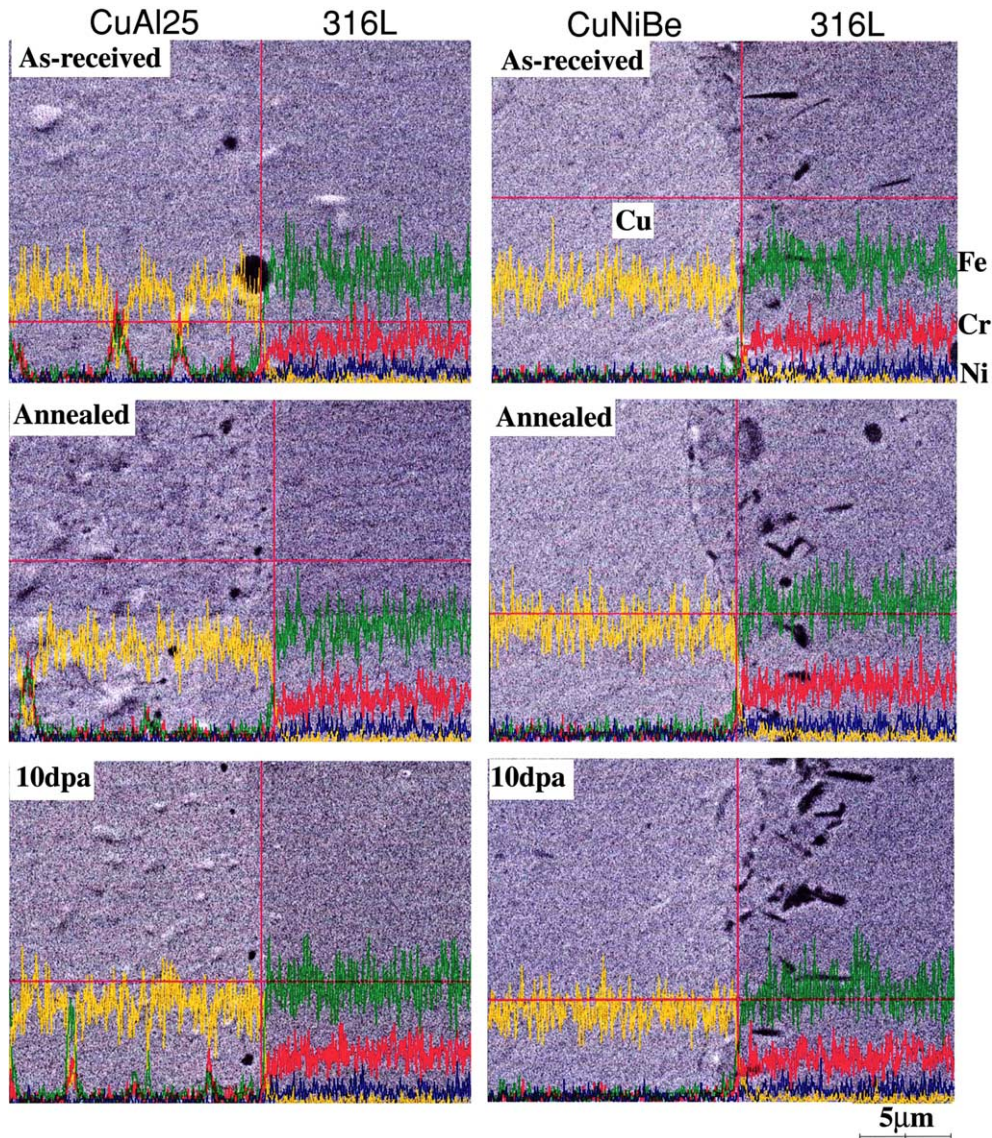 CuAl25 316L CuNiBe 316L
As-received As-received
Cu
Fe
Cr
Ni
Annealed Annealed
10dpa 10dpa
5μm